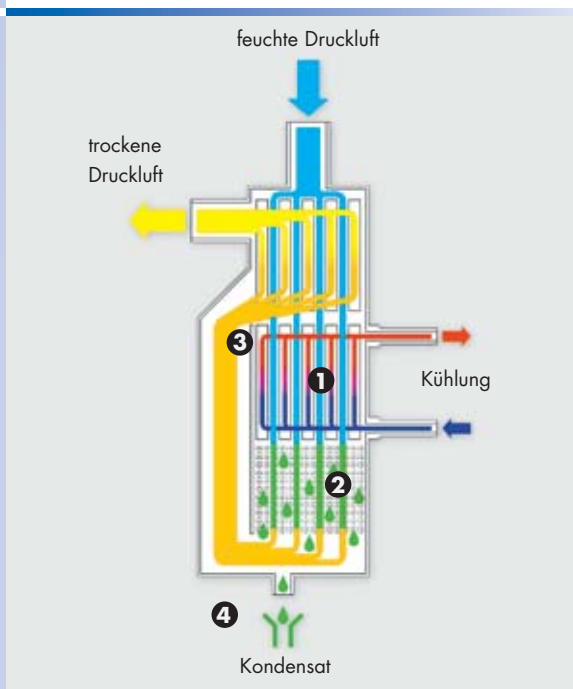 feuchte Druckluft
trockene
Druckluft
3
1
Kühlung
2
4
Kondensat